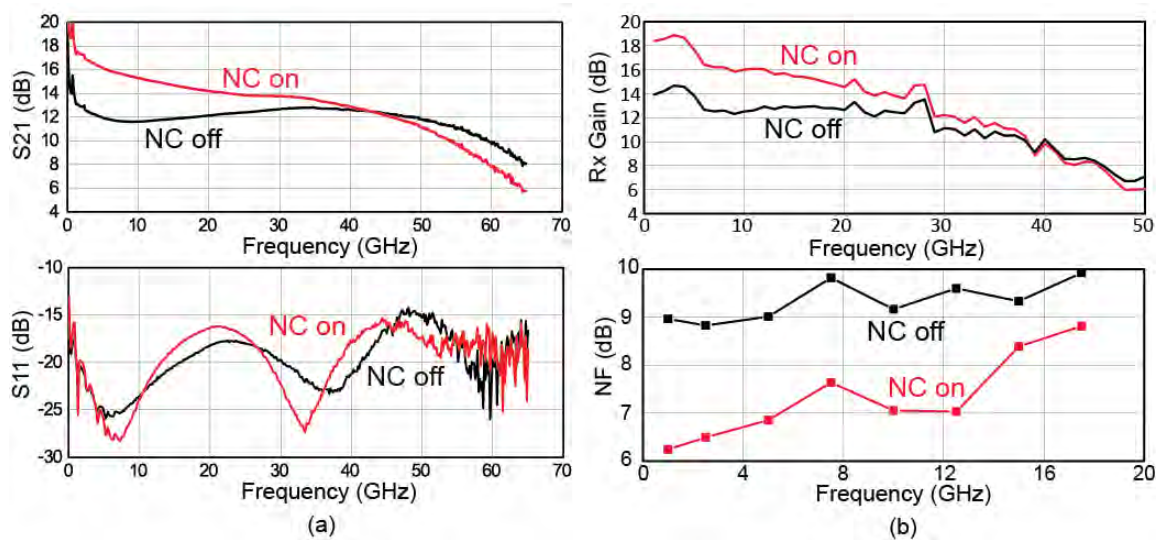 20
18
16
14
12
10
8
6
4
S21 (dB)
NC on
NC off
0 10 20 30 40 50 60 70
Frequency (GHz)
-10
-15
-20
-25
-30
S11 (dB)
NC on
NC off
0 10 20 30 40 50 60 70
Frequency (GHz)
(a)
20
18
16
14
12
10
8
6
4
Rx Gain (dB)
NC on
NC off
0 10 20 30 40 50
Frequency (GHz)
10
9
8
7
6
NF (dB)
NC off
NC on
0 4 8 12 16 20
Frequency (GHz)
(b)